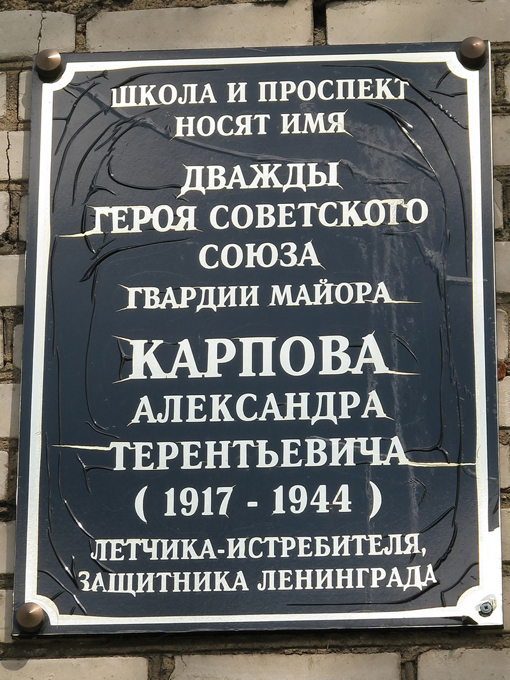 ШКОЛА И ПРОСПЕКТ
НОСЯТ ИМЯ
ДВАЖДЫ
ГЕРОЯ СОВЕТСКОГО
СОЮЗА
ГВАРДИИ МАЙОРА
КАРПОВА
АЛЕКСАНДРА
ТЕРЕНТЬЕВИЧА
( 1917 - 1944 )
ЛЕТЧИКА-ИСТРЕБИТЕЛЯ,
ЗАЩИТНИКА ЛЕНИНГРАДА